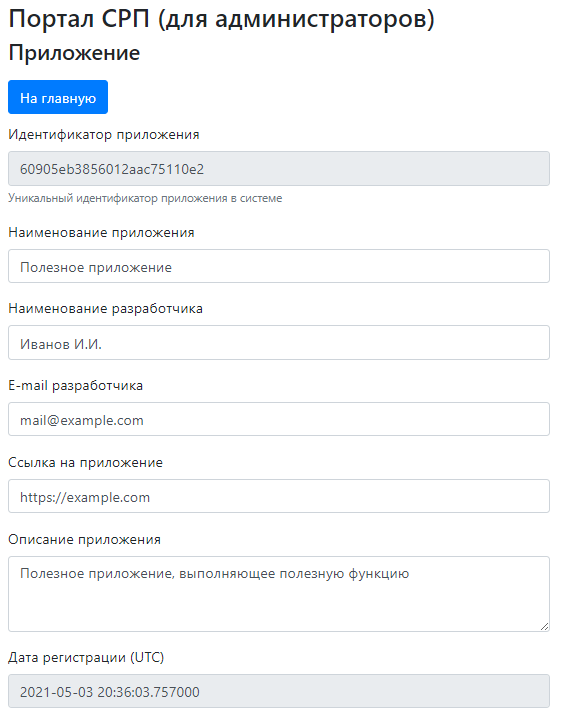 Портал СРП (для администраторов)
Приложение
На главную
Идентификатор приложения
60905eb3856012aac75110e2
Уникальный идентификатор приложения в системе
Наименование приложения
Полезное приложение
Наименование разработчика
Иванов И.И.
E-mail разработчика
mail@example.com
Ссылка на приложение
https://example.com
Описание приложения
Полезное приложение, выполняющее полезную функцию
Дата регистрации (UTC)
2021-05-03 20:36:03.757000